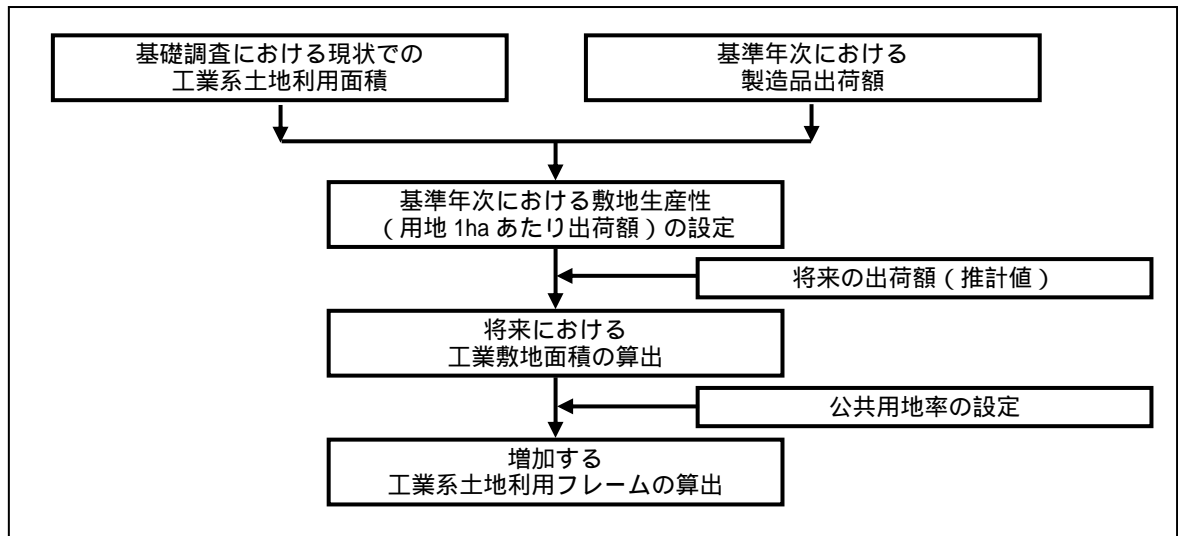 基礎調査における現状での
工業系土地利用面積
基準年次における
製造品出荷額
基準年次における敷地生産性
（用地 1ha あたり出荷額）の設定
将来の出荷額（推計値）
将来における
工業敷地面積の算出
公共用地率の設定
増加する
工業系土地利用フレームの算出